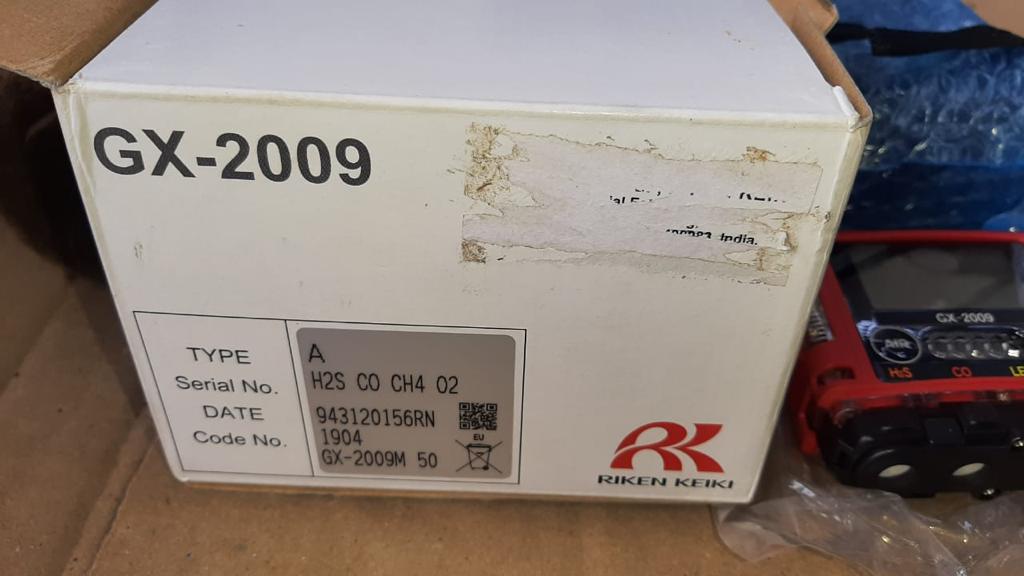 GX-2009
India.
TYPE
A
H2S CO CH4 O2
Serial No.
943120156RN
DATE
1904
Code No.
GX-2009M 50
EU
RIKEN KEIKI
GX-2009
H2S
CO